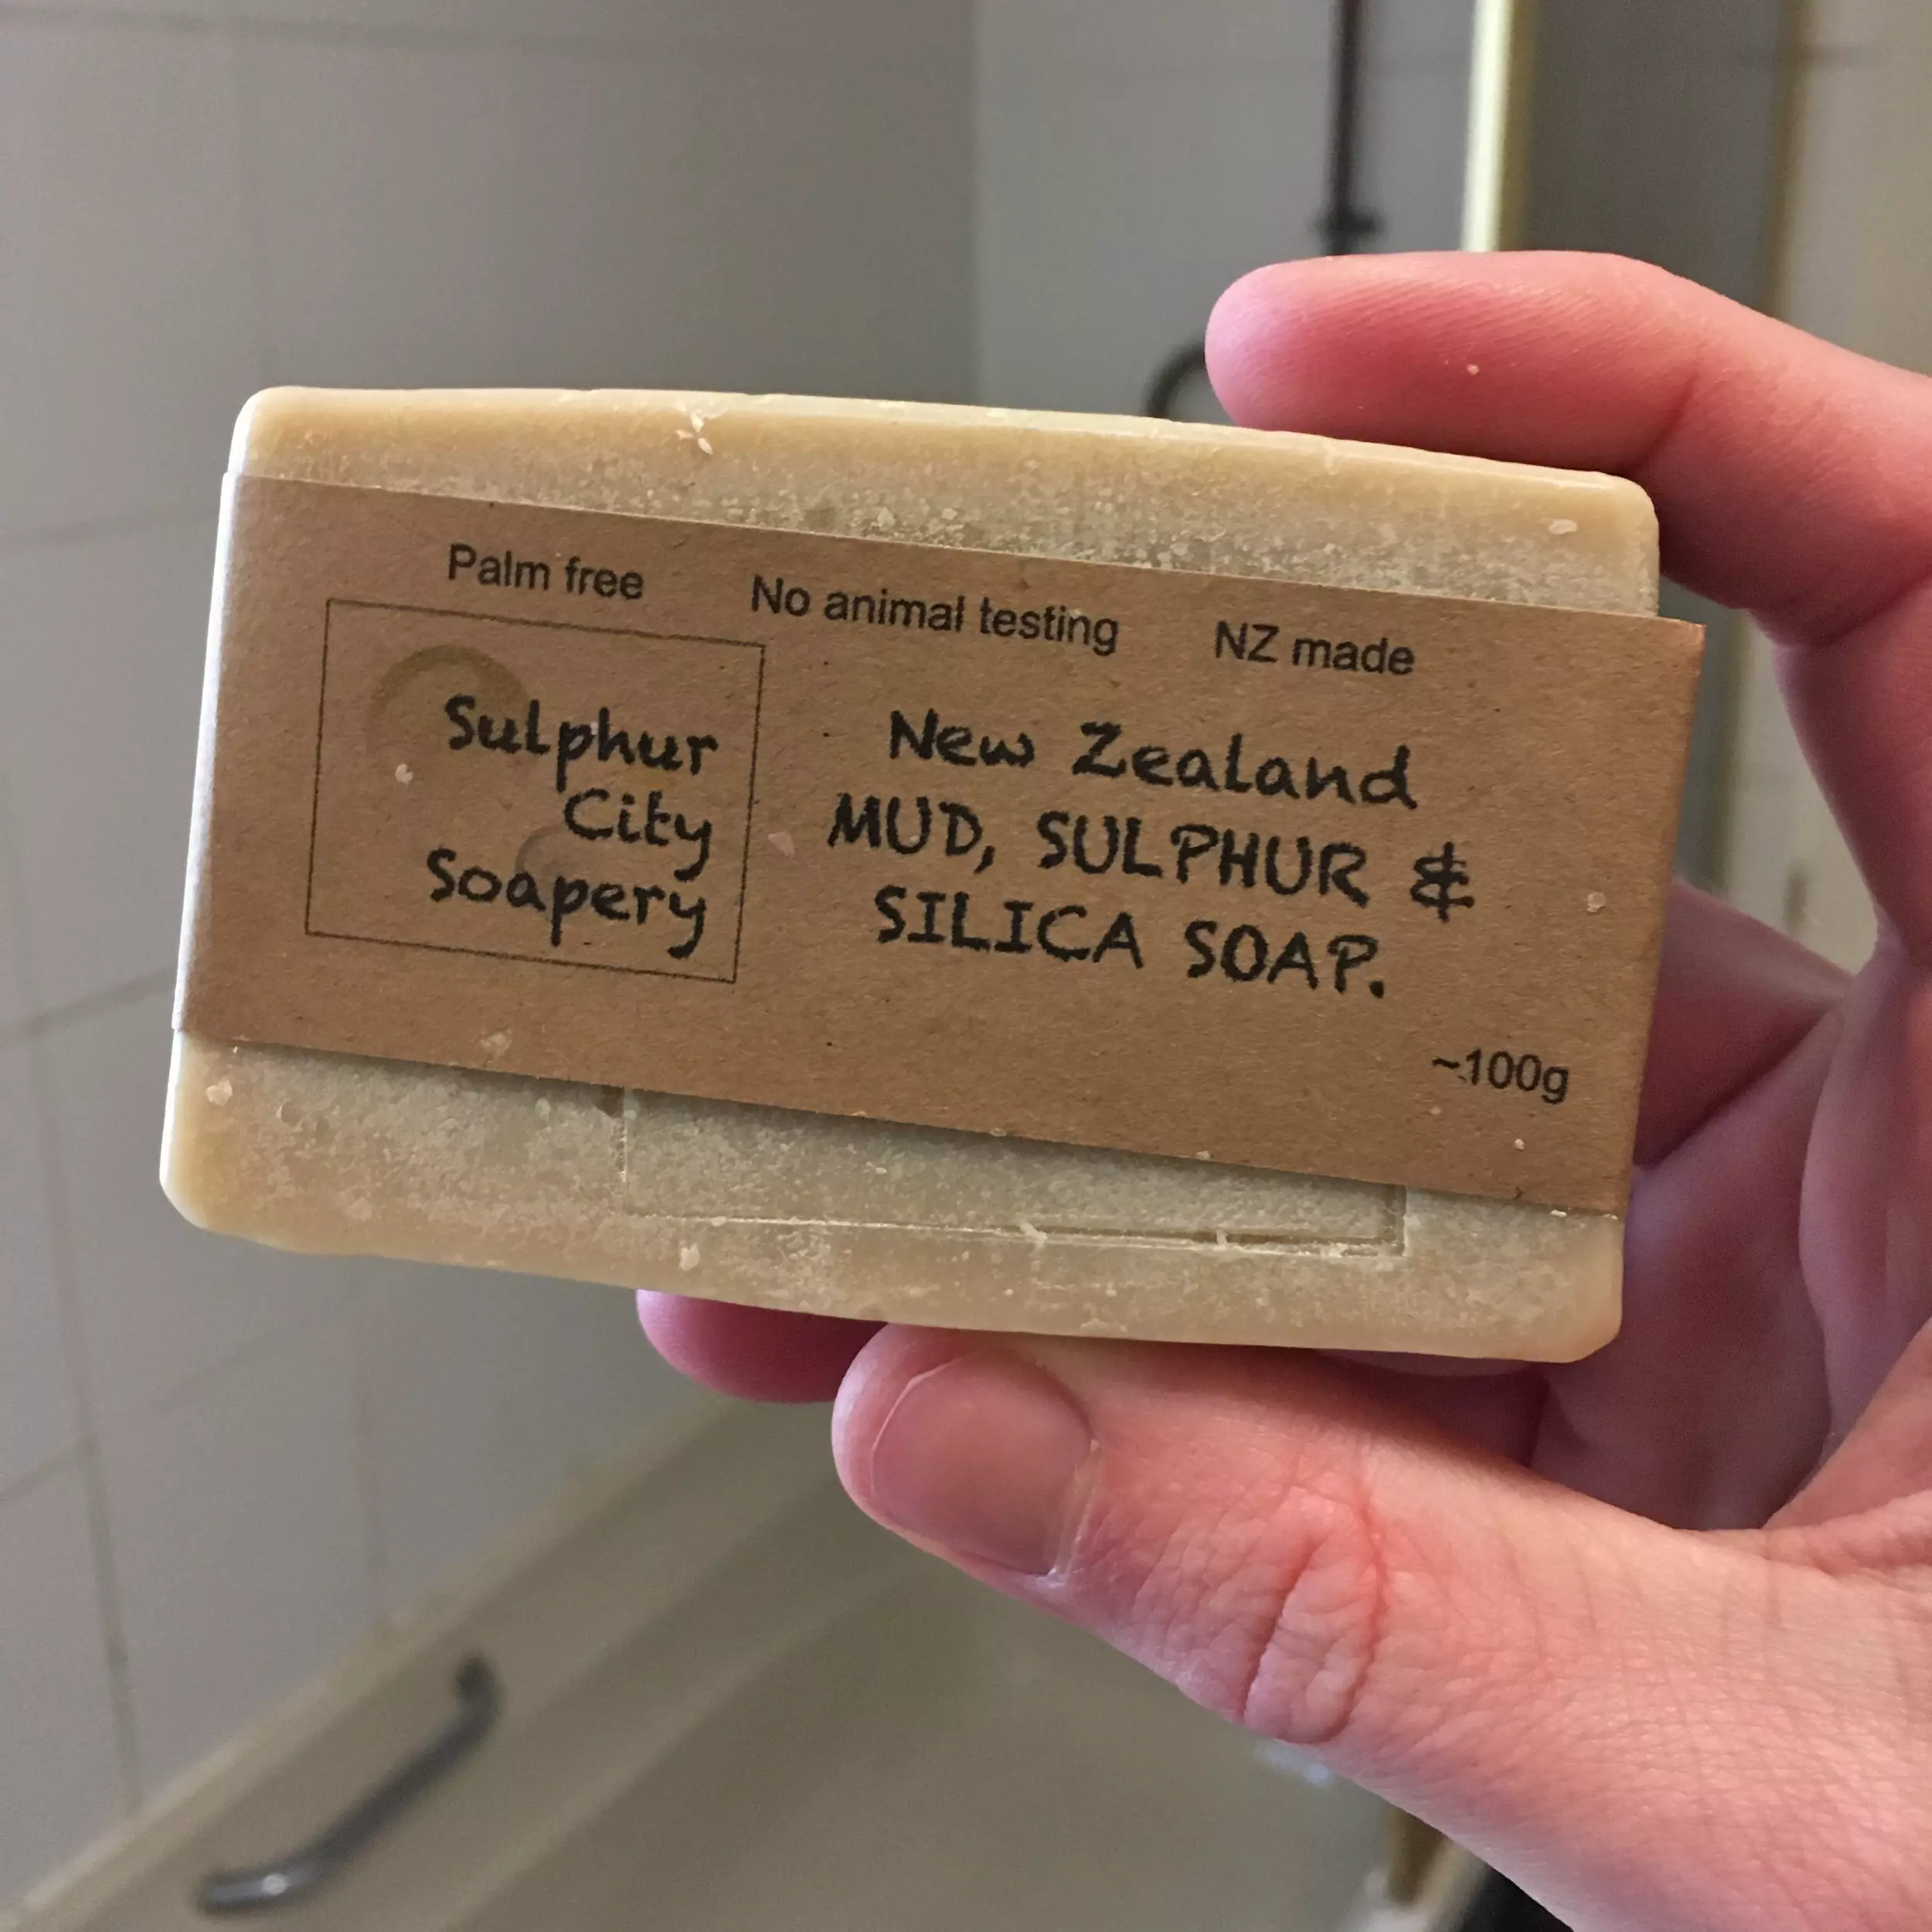 Palm free No animal testing NZ made
Sulphur
City
Soapery
New Zealand
MUD, SULPHUR &
SILICA SOAP.
~100g